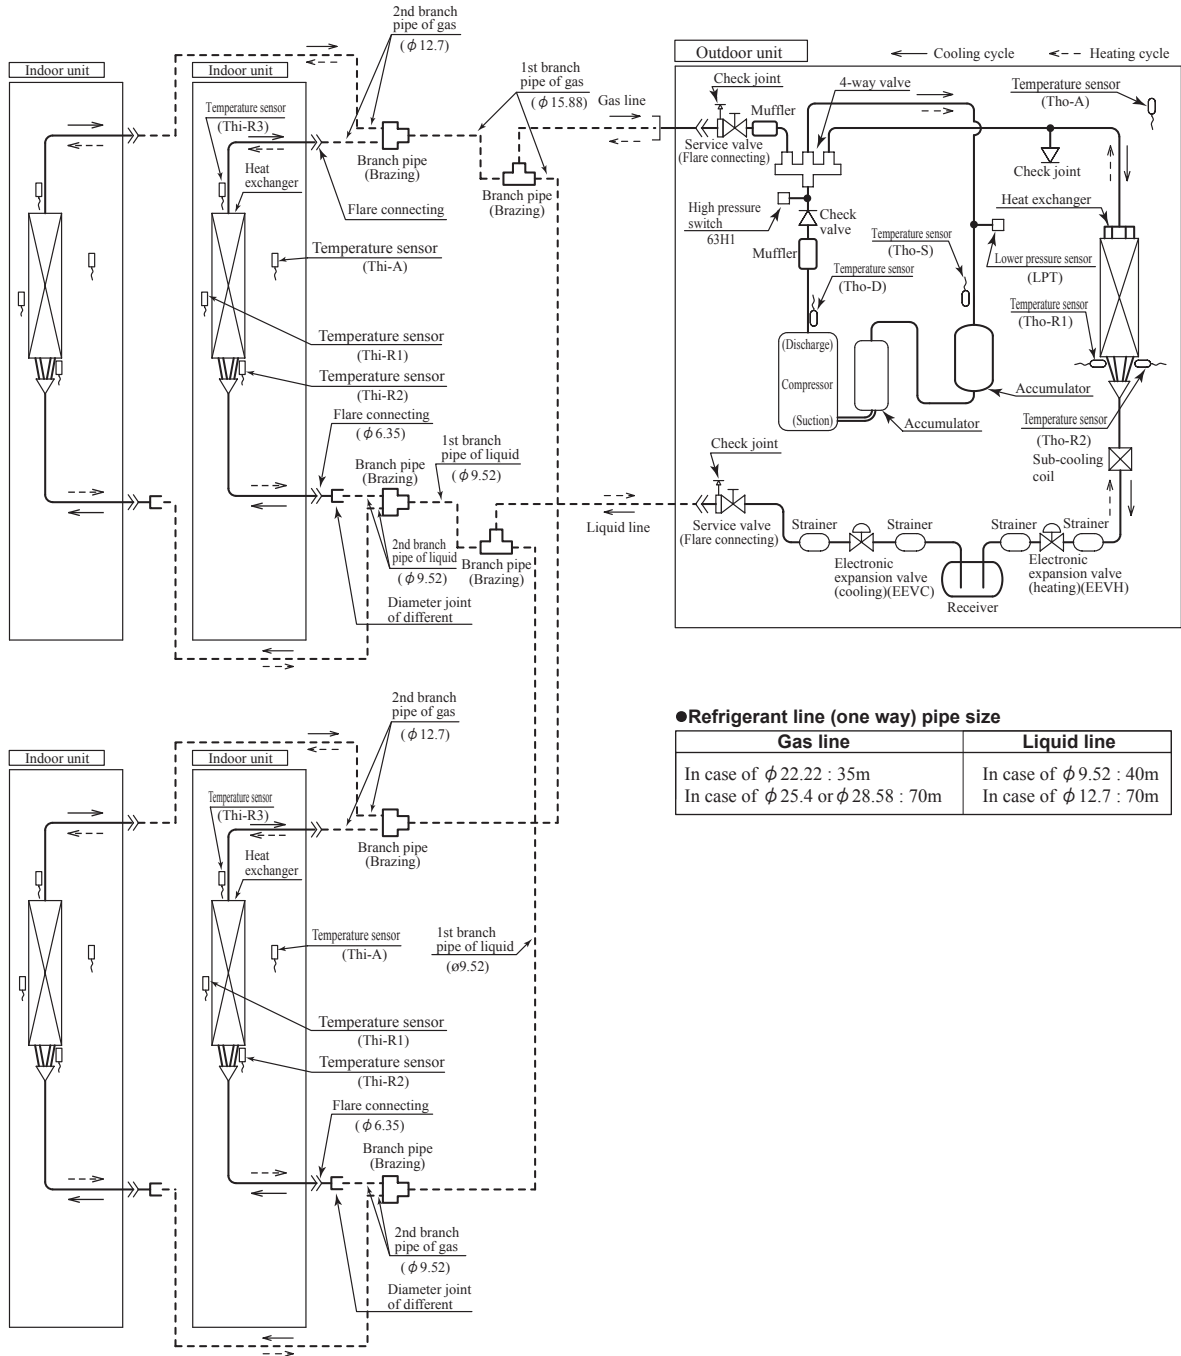 2nd branch
pipe of gas
(φ12.7)
Indoor unit
Indoor unit
Temperature sensor
(Thi-R3)
Heat
exchanger
Branch pipe
(Brazing)
Flare connecting
1st branch
pipe of gas
(φ15.88)
Gas line
Branch pipe
(Brazing)
Temperature sensor
(Thi-A)
Temperature sensor
(Thi-R1)
Temperature sensor
(Thi-R2)
Flare connecting
(φ6.35)
Branch pipe
(Brazing)
1st branch
pipe of liquid
(φ9.52)
2nd branch
pipe of liquid
(φ9.52)
Branch pipe
(Brazing)
Liquid line
Diameter joint
of different
Outdoor unit
Cooling cycle
Heating cycle
Check joint
Muffler
4-way valve
Temperature sensor
(Tho-A)
Service valve
(Flare connecting)
Check joint
High pressure
switch
63H1
Check
valve
Muffler
Temperature sensor
(Tho-S)
Heat exchanger
Lower pressure sensor
(LPT)
Temperature sensor
(Tho-D)
Temperature sensor
(Tho-R1)
(Discharge)
Compressor
(Suction)
Accumulator
Accumulator
Temperature sensor
(Tho-R2)
Sub-cooling
coil
Check joint
Service valve
(Flare connecting)
Strainer
Strainer
Strainer
Strainer
Electronic
expansion valve
(cooling)(EEVC)
Receiver
Electronic
expansion valve
(heating)(EEVH)
●Refrigerant line (one way) pipe size
Gas line
Liquid line
In case of φ22.22 : 35m
In case of φ9.52 : 40m
In case of φ25.4 or φ28.58 : 70m
In case of φ12.7 : 70m
2nd branch
pipe of gas
(φ12.7)
Indoor unit
Indoor unit
Temperature sensor
(Thi-R3)
Heat
exchanger
Branch pipe
(Brazing)
Temperature sensor
(Thi-A)
1st branch
pipe of liquid
(ø9.52)
Temperature sensor
(Thi-R1)
Temperature sensor
(Thi-R2)
Flare connecting
(φ6.35)
Branch pipe
(Brazing)
2nd branch
pipe of gas
(φ9.52)
Diameter joint
of different